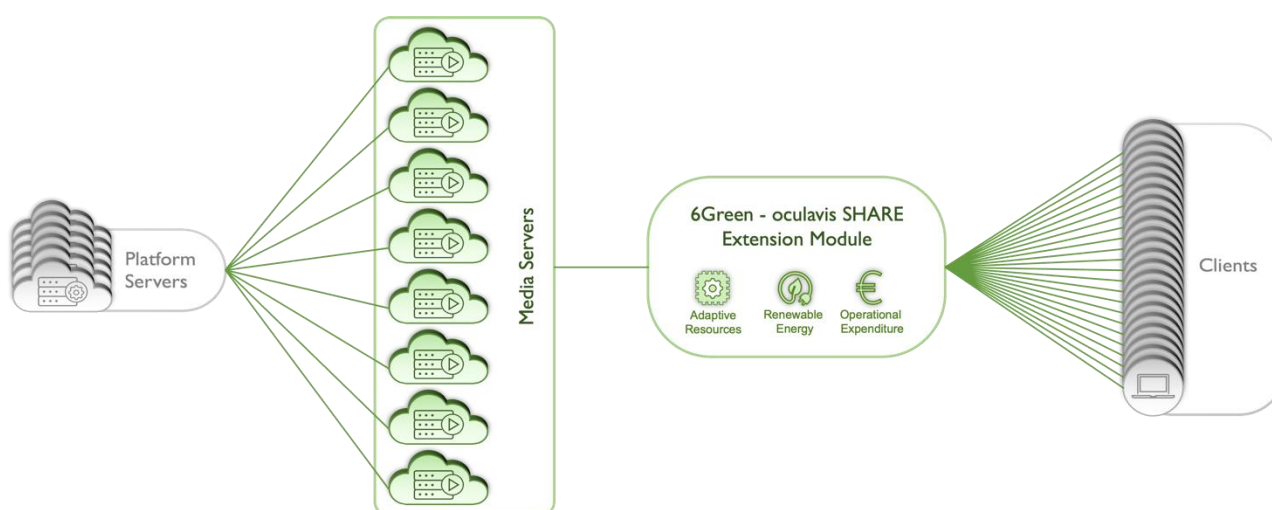 Platform
Servers
Media Servers
6Green - oculavis SHARE
Extension Module
Adaptive
Resources
Renewable
Energy
Operational
Expenditure
Clients